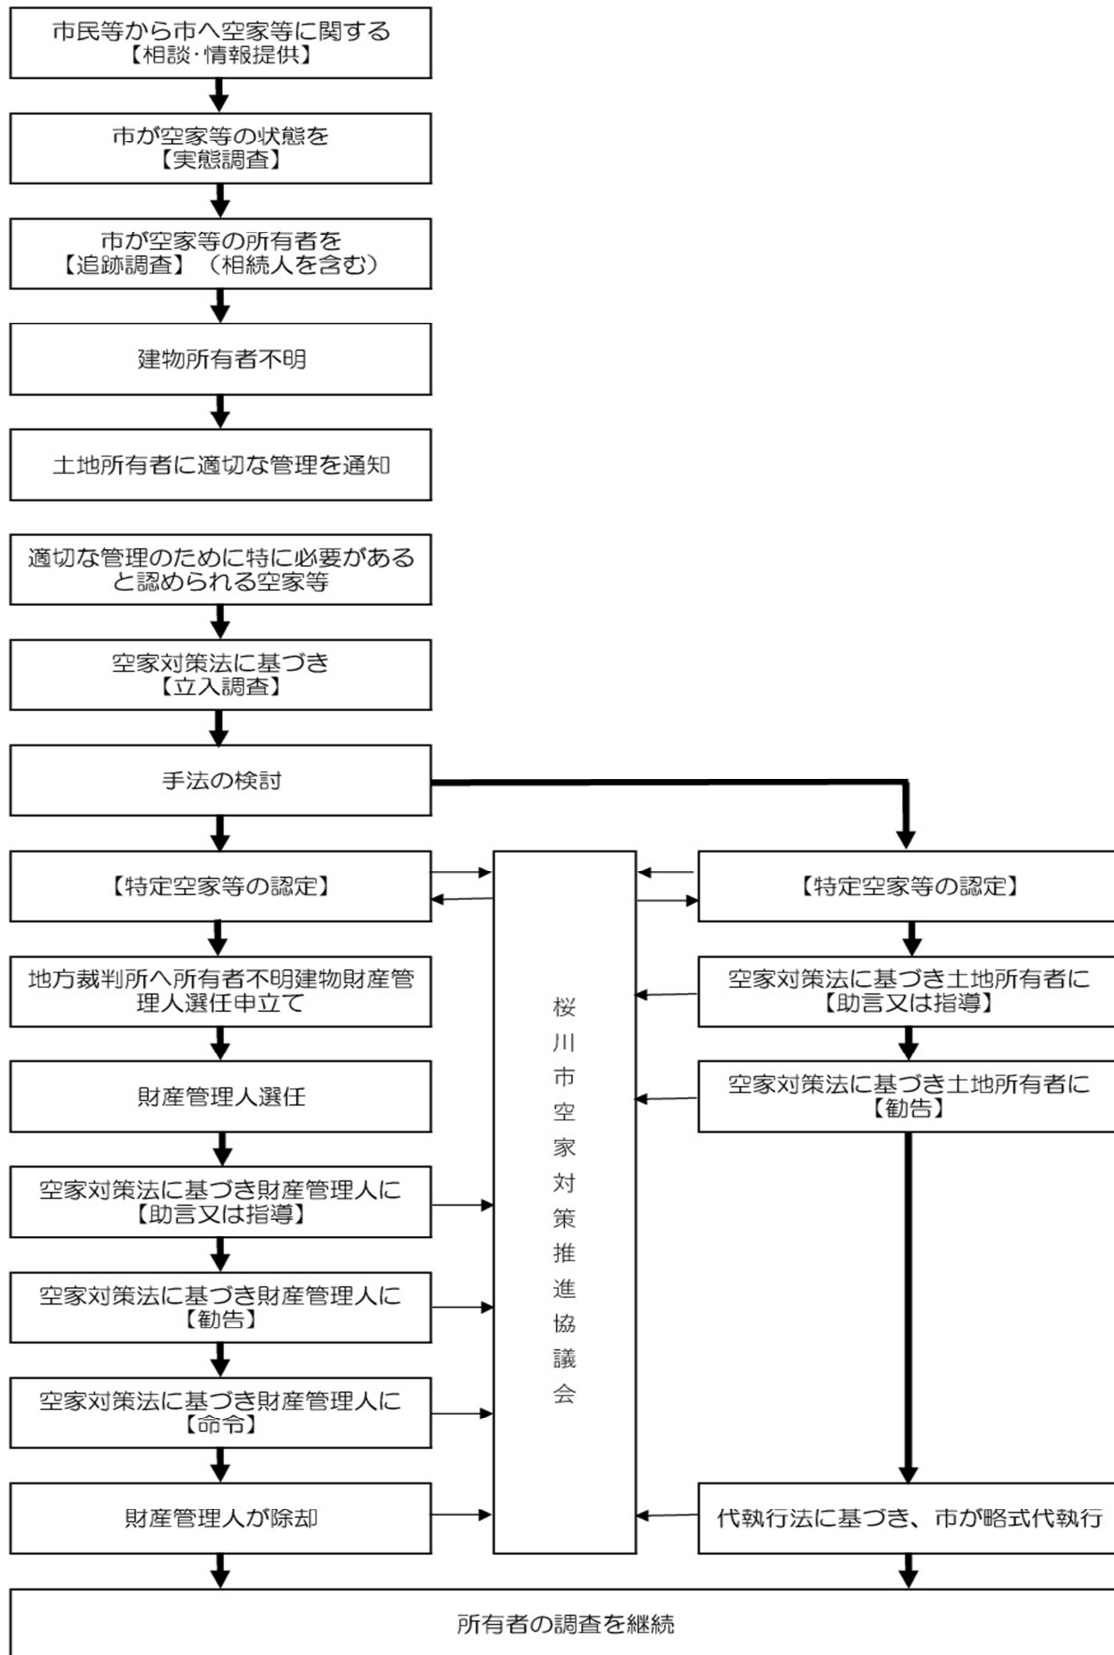 市民等から市へ空家等に関する
【相談･情報提供】
市が空家等の状態を
【実態調査】
市が空家等の所有者を
【追跡調査】（相続人を含む）
建物所有者不明
土地所有者に適切な管理を通知
適切な管理のために特に必要がある
と認められる空家等
空家対策法に基づき
【立入調査】
手法の検討
【特定空家等の認定】
地方裁判所へ所有者不明建物財産管
理人選任申立て
財産管理人選任
空家対策法に基づき財産管理人に
【助言又は指導】
空家対策法に基づき財産管理人に
【勧告】
空家対策法に基づき財産管理人に
【命令】
財産管理人が除却
桜川市空家対策推進協議会
【特定空家等の認定】
空家対策法に基づき土地所有者に
【助言又は指導】
空家対策法に基づき土地所有者に
【勧告】
代執行法に基づき、市が略式代執行
所有者の調査を継続